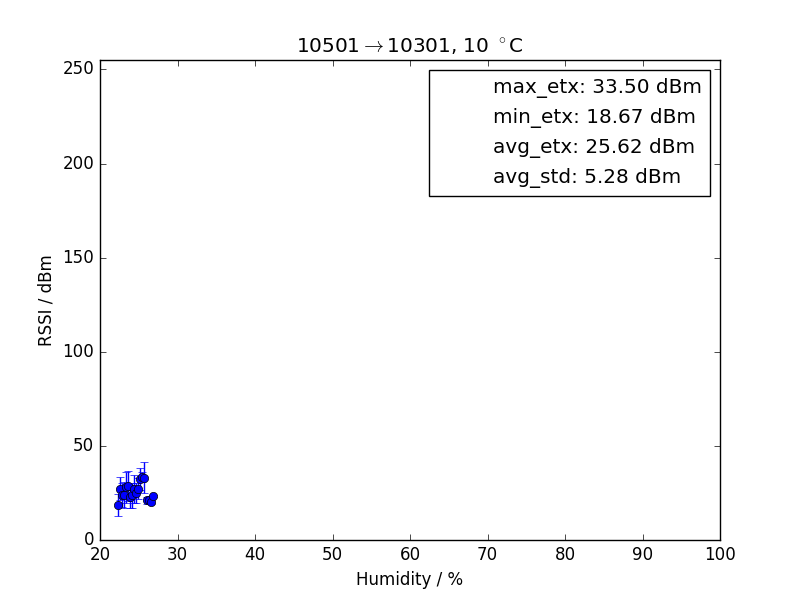 10501→10301, 10 °C
max_etx: 33.50 dBm
min_etx: 18.67 dBm
avg_etx: 25.62 dBm
avg_std: 5.28 dBm
RSSI / dBm
250
200
150
100
50
0
20 30 40 50 60 70 80 90 100
Humidity / %